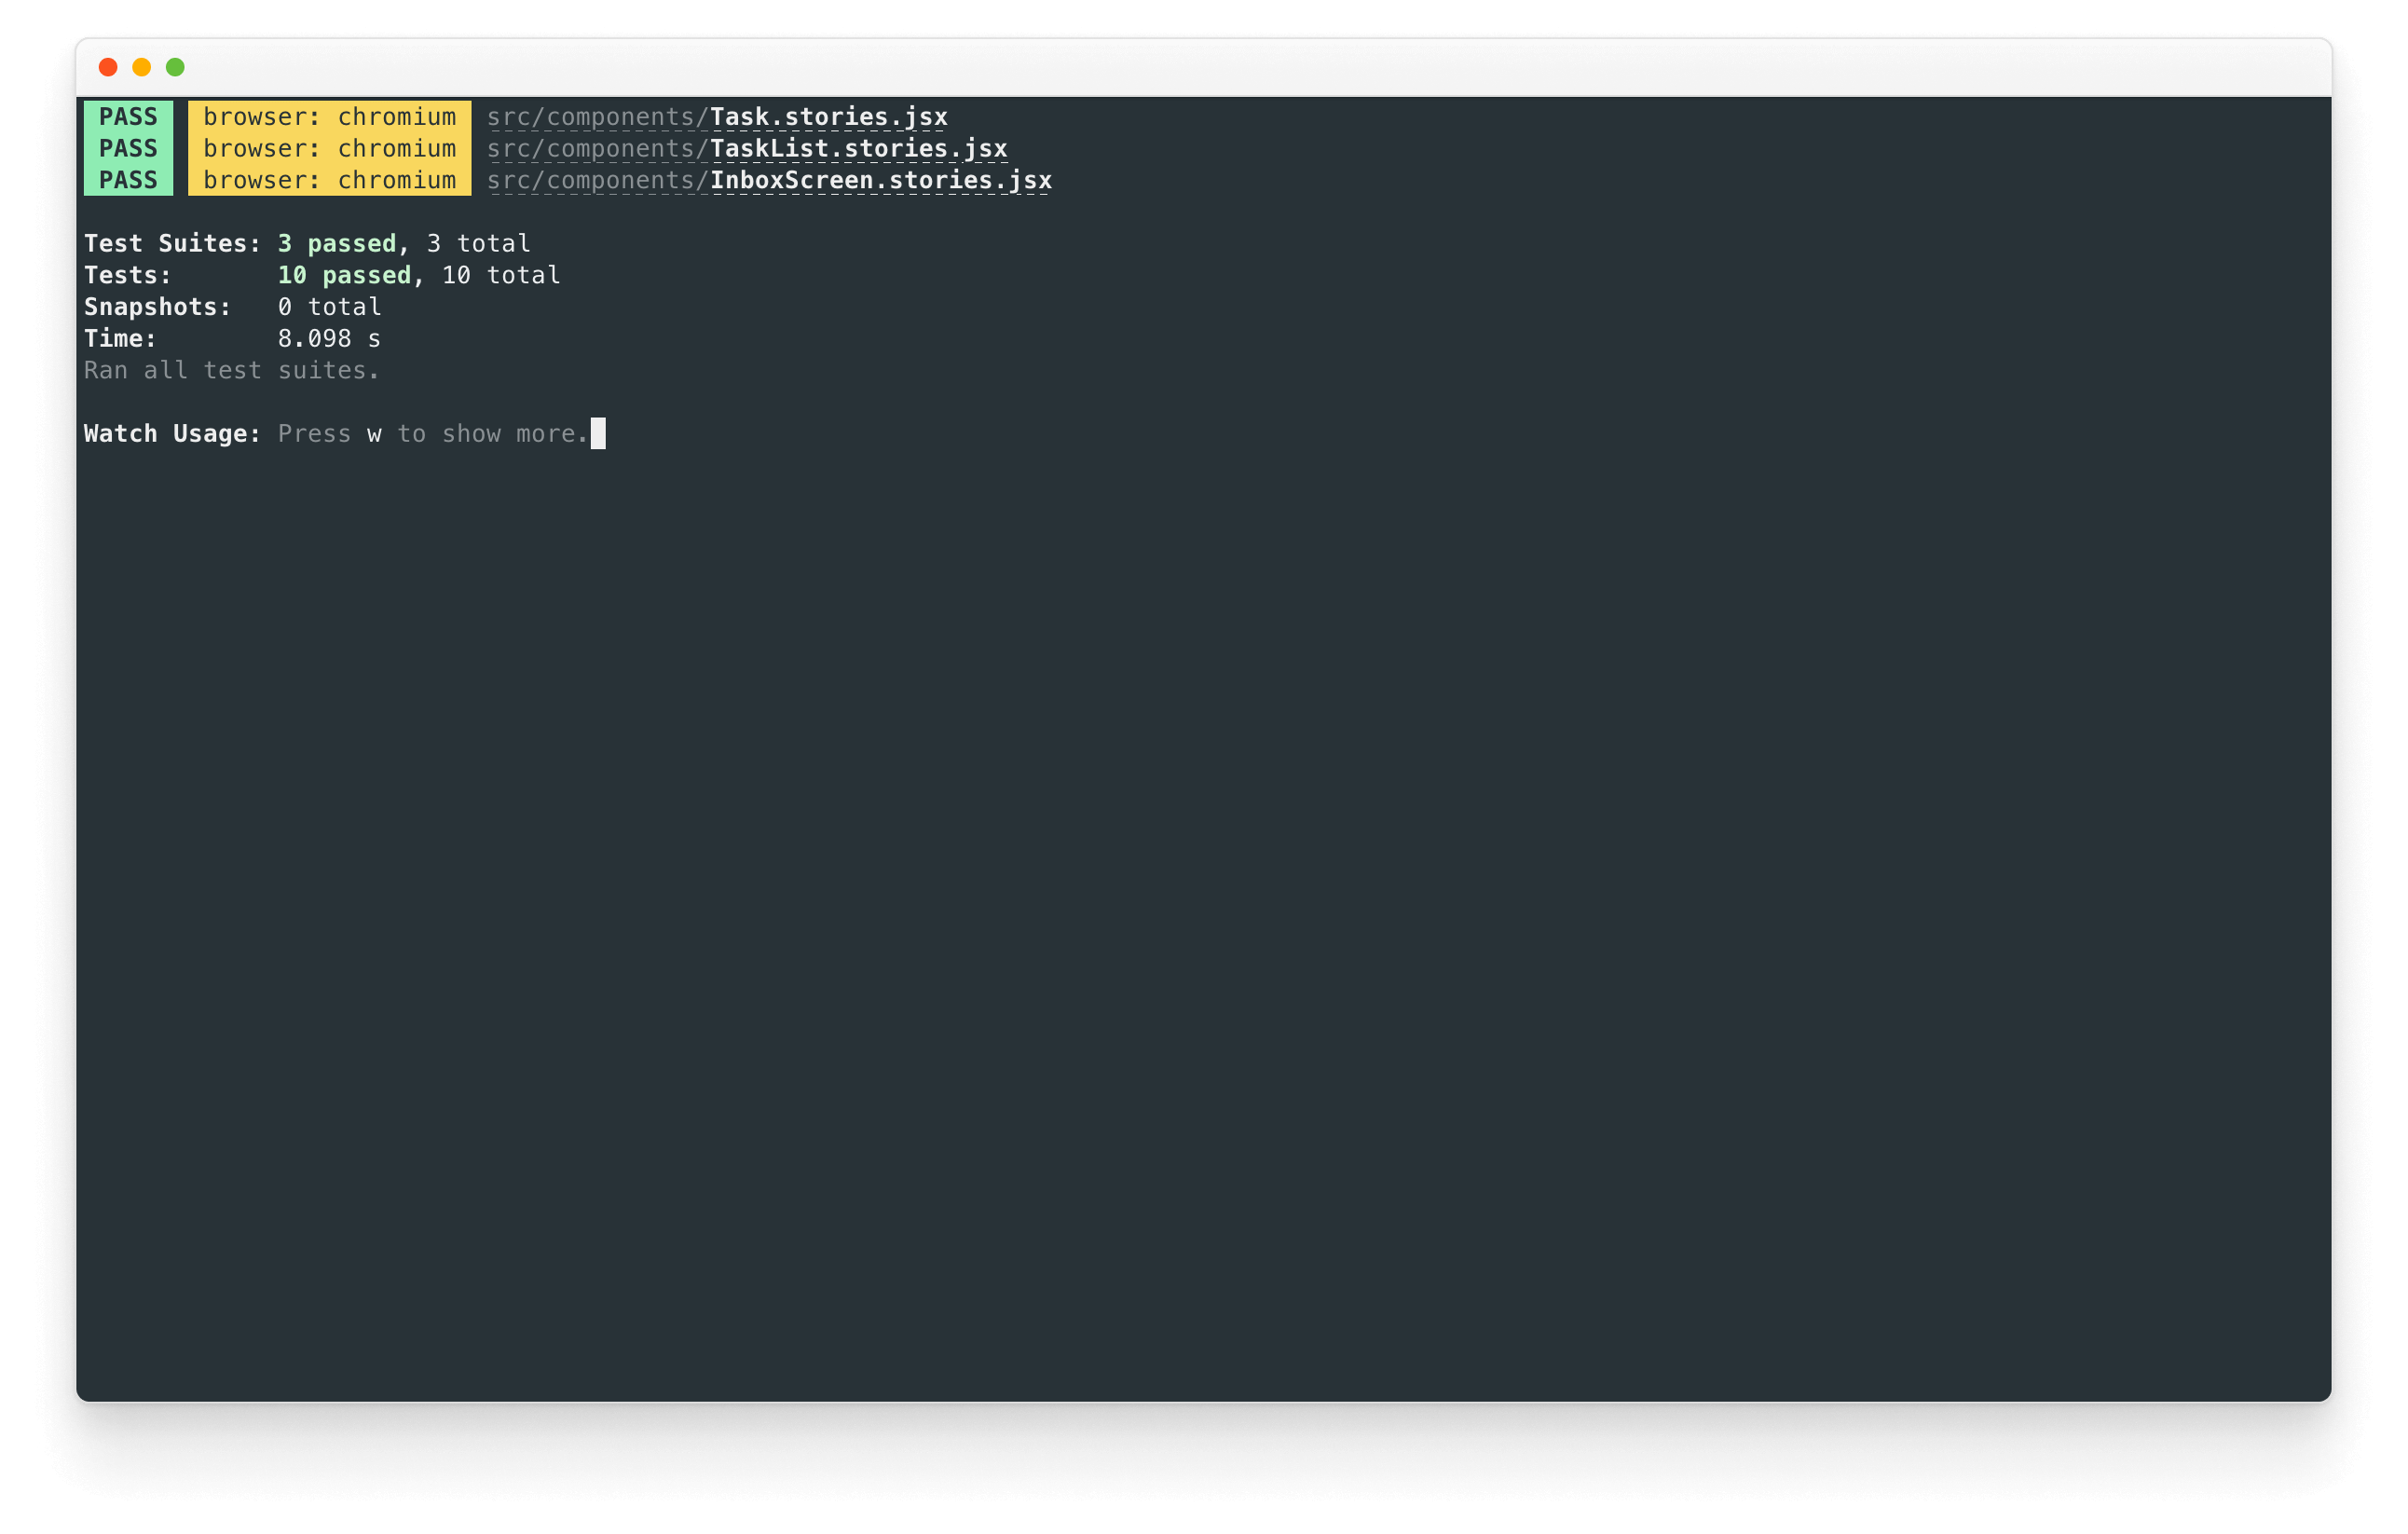 PASS browser: chromium src/components/Task.stories.jsx
PASS browser: chromium src/components/TaskList.stories.jsx
PASS browser: chromium src/components/InboxScreen.stories.jsx
Test Suites: 3 passed, 3 total
Tests: 10 passed, 10 total
Snapshots: 0 total
Time: 8.098 s
Ran all test suites.
Watch Usage: Press w to show more.